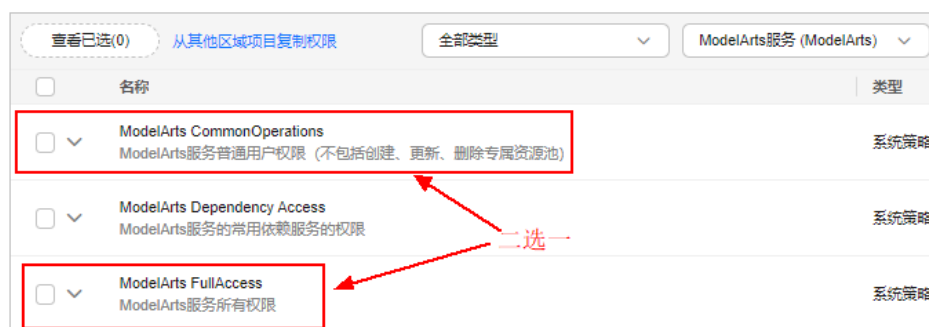 查看已选(0) 从其他区域项目复制权限 全部类型 ModelArts服务 (ModelArts)
名称 类型
ModelArts CommonOperations
ModelArts服务普通用户权限（不包括创建、更新、删除专属资源池） 系统策略
ModelArts Dependency Access
ModelArts服务的常用依赖服务的权限 系统策略
二选一
ModelArts FullAccess
ModelArts服务所有权限 系统策略